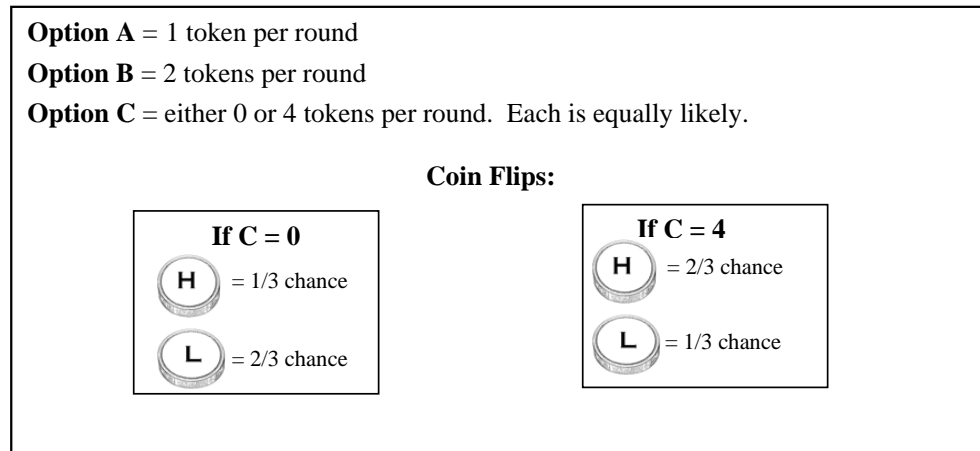 Option A = 1 token per round
Option B = 2 tokens per round
Option C = either 0 or 4 tokens per round.  Each is equally likely.
Coin Flips:
If C = 0
H = 1/3 chance
L = 2/3 chance
If C = 4
H = 2/3 chance
L = 1/3 chance